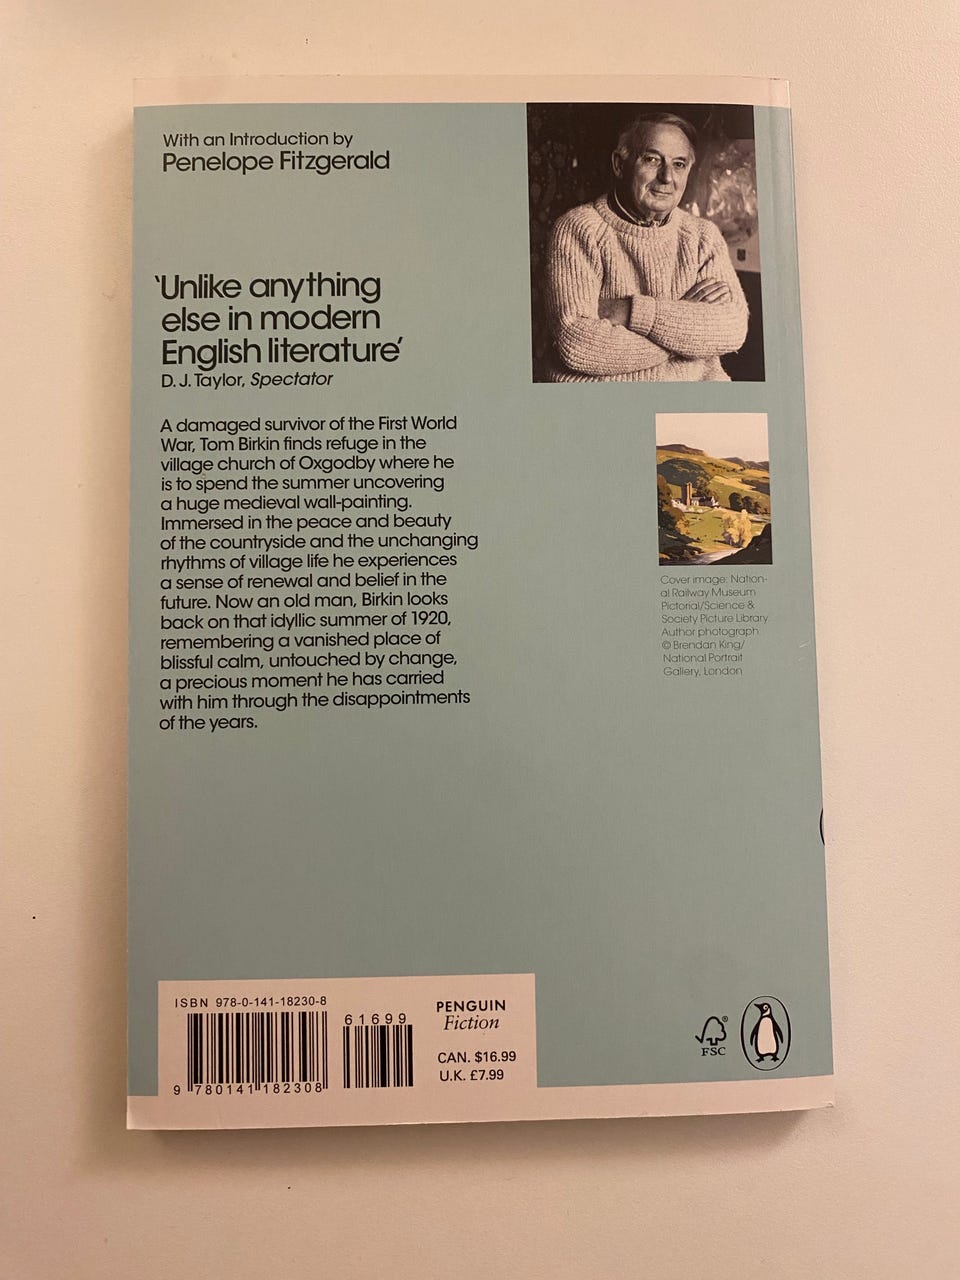 With an Introduction by
Penelope Fitzgerald
‘Unlike anything
else in modern
English literature’
D. J. Taylor, Spectator
A damaged survivor of the First World
War, Tom Birkin finds refuge in the
village church of Oxgodby where he
is to spend the summer uncovering
a huge medieval wall-painting.
Immersed in the peace and beauty
of the countryside and the unchanging
rhythms of village life he experiences
a sense of renewal and belief in the
future. Now an old man, Birkin looks
back on that idyllic summer of 1920,
remembering a vanished place of
blissful calm, untouched by change,
a precious moment he has carried
with him through the disappointments
of the years.
Cover image: Nation-
al Railway Museum
Pictorial/Science &
Society Picture Library.
Author photograph
© Brendan King/
National Portrait
Gallery, London
ISBN 978-0-141-18230-8
61699
9 780141 182308
PENGUIN
Fiction
CAN. $16.99
U.K. £7.99
®
FSC